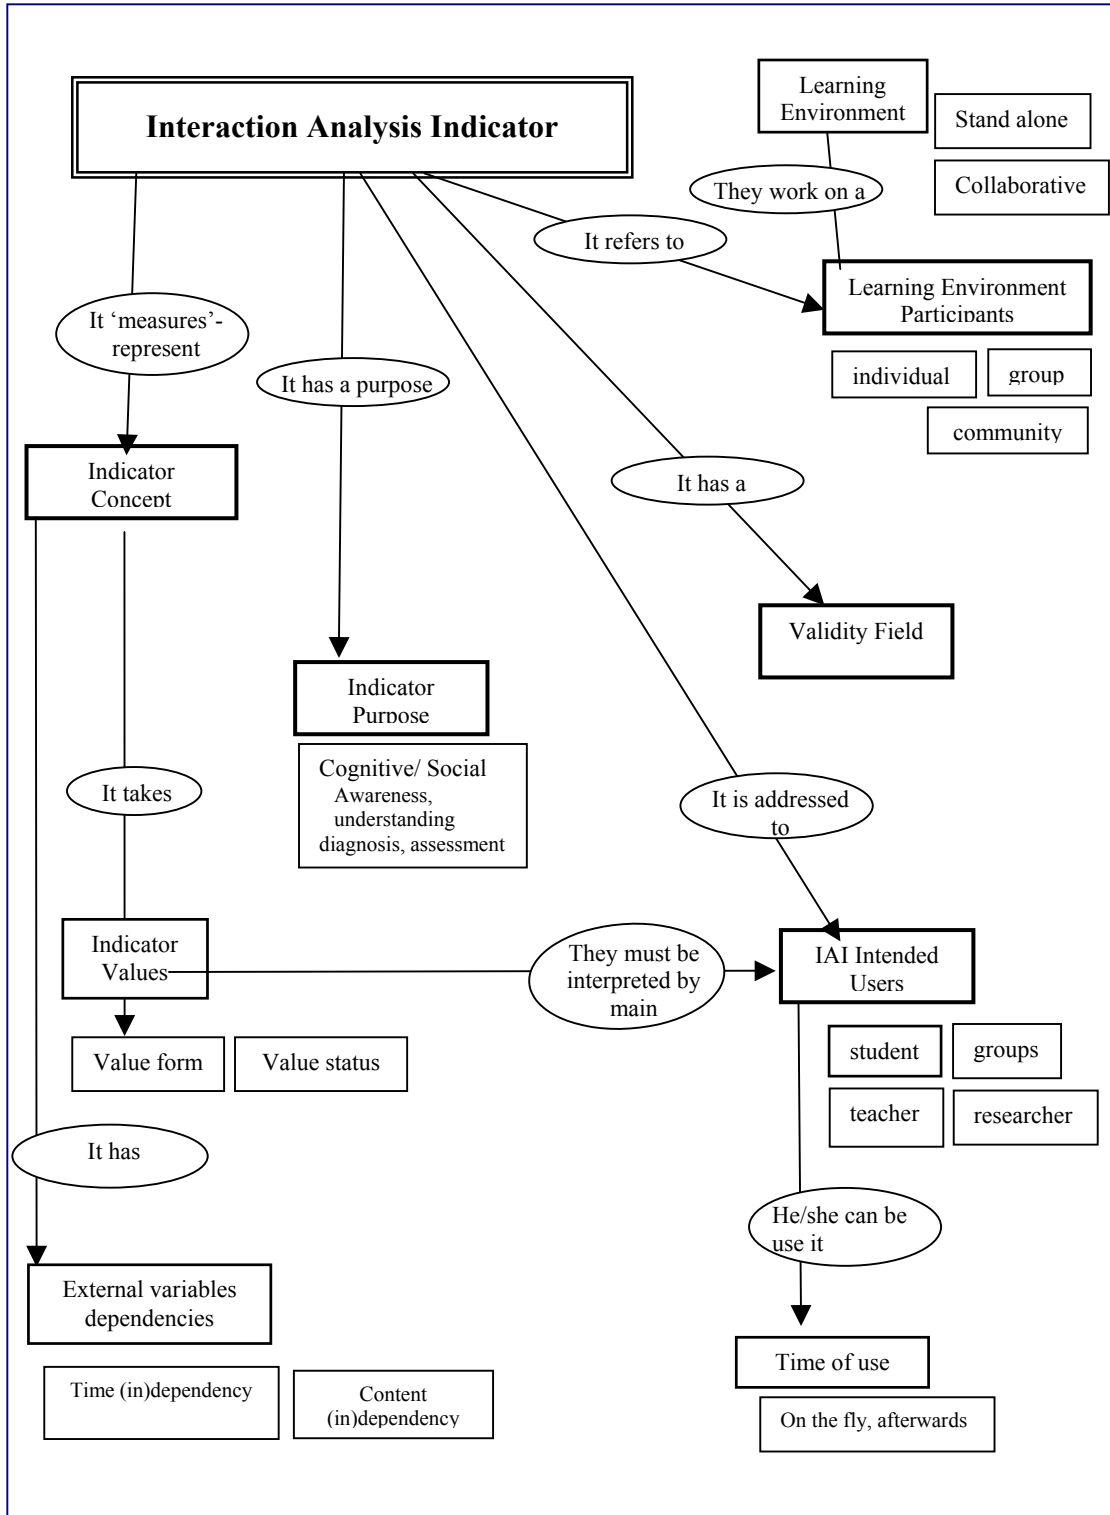 Interaction Analysis Indicator
Learning
Environment
Stand alone
They work on a
Collaborative
It refers to
Learning Environment
Participants
individual
group
community
It ‘measures’-
represent
It has a purpose
It has a
Indicator
Concept
Validity Field
Indicator
Purpose
Cognitive/ Social
Awareness,
understanding
diagnosis, assessment
It takes
It is addressed
to
Indicator
Values
They must be
interpreted by
main
IAI Intended
Users
Value form
Value status
student
groups
teacher
researcher
It has
He/she can be
use it
External variables
dependencies
Time of use
Time (in)dependency
Content
(in)dependency
On the fly, afterwards